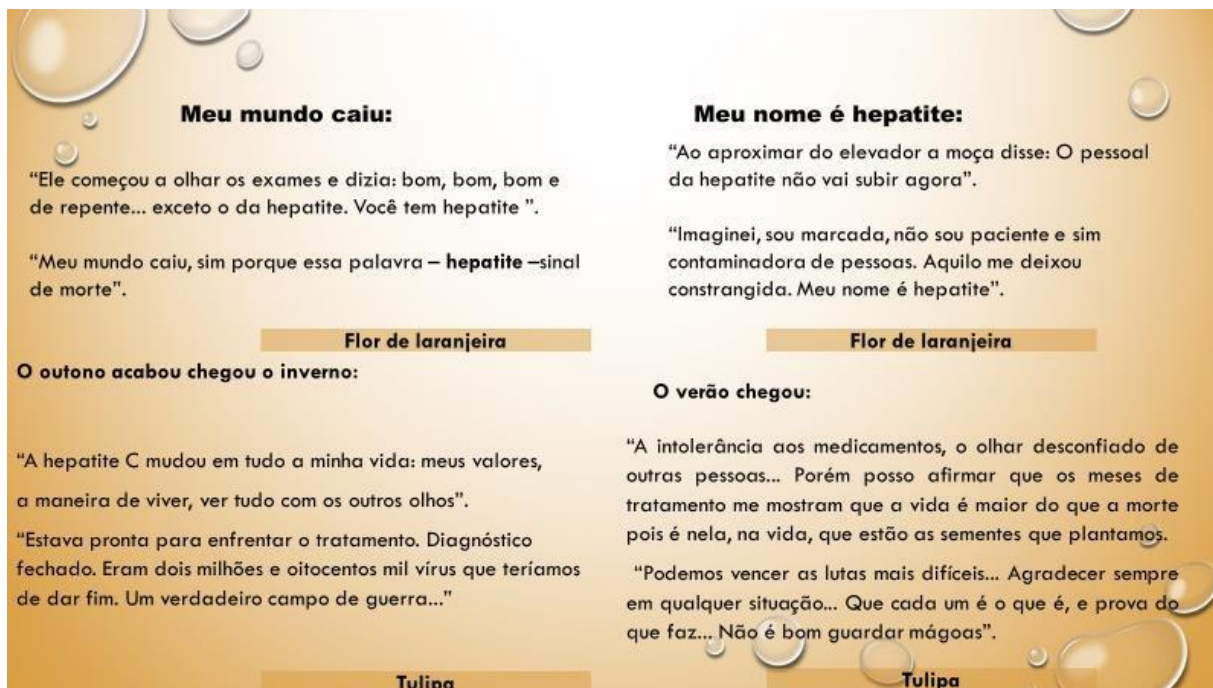 Meu mundo caiu:
“Ele começou a olhar os exames e dizia: bom, bom, bom e
de repente... exceto o da hepatite. Você tem hepatite ”.
“Meu mundo caiu, sim porque essa palavra – hepatite –sinal
de morte”.
Flor de laranjeira
Meu nome é hepatite:
“Ao aproximar do elevador a moça disse: O pessoal
da hepatite não vai subir agora”.
“Imaginei, sou marcada, não sou paciente e sim
contaminadora de pessoas. Aquilo me deixou
constrangida. Meu nome é hepatite”.
Flor de laranjeira
O outono acabou chegou o inverno:
“A hepatite C mudou em tudo a minha vida: meus valores,
a maneira de viver, ver tudo com os outros olhos”.
“Estava pronta para enfrentar o tratamento. Diagnóstico
fechado. Eram dois milhões e oitocentos mil vírus que teríamos
de dar fim. Um verdadeiro campo de guerra...”
Tulipa
O verão chegou:
“A intolerância aos medicamentos, o olhar desconfiado de
outras pessoas... Porém posso afirmar que os meses de
tratamento me mostram que a vida é maior do que a morte
pois é nela, na vida, que estão as sementes que plantamos.
“Podemos vencer as lutas mais difíceis... Agradecer sempre
em qualquer situação... Que cada um é o que é, e prova do
que faz... Não é bom guardar mágoas”.
Tulipa